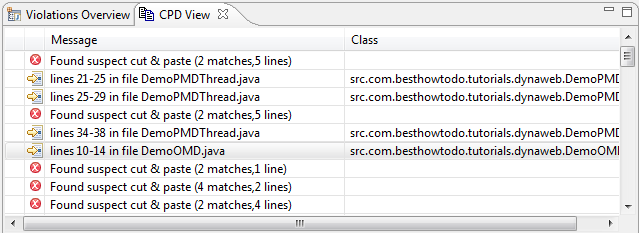 Violations Overview CPD View
Message Class
Found suspect cut & paste (2 matches,5 lines)
lines 21-25 in file DemoPMDThread.java src.com.besthowtodo.tutorials.dynaweb.DemoPMD
lines 25-29 in file DemoPMDThread.java src.com.besthowtodo.tutorials.dynaweb.DemoPMD
Found suspect cut & paste (2 matches,5 lines)
lines 34-38 in file DemoPMDThread.java src.com.besthowtodo.tutorials.dynaweb.DemoPMD
lines 10-14 in file DemoOMD.java src.com.besthowtodo.tutorials.dynaweb.DemoOM
Found suspect cut & paste (2 matches,1 line)
Found suspect cut & paste (4 matches,2 lines)
Found suspect cut & paste (2 matches,4 lines)